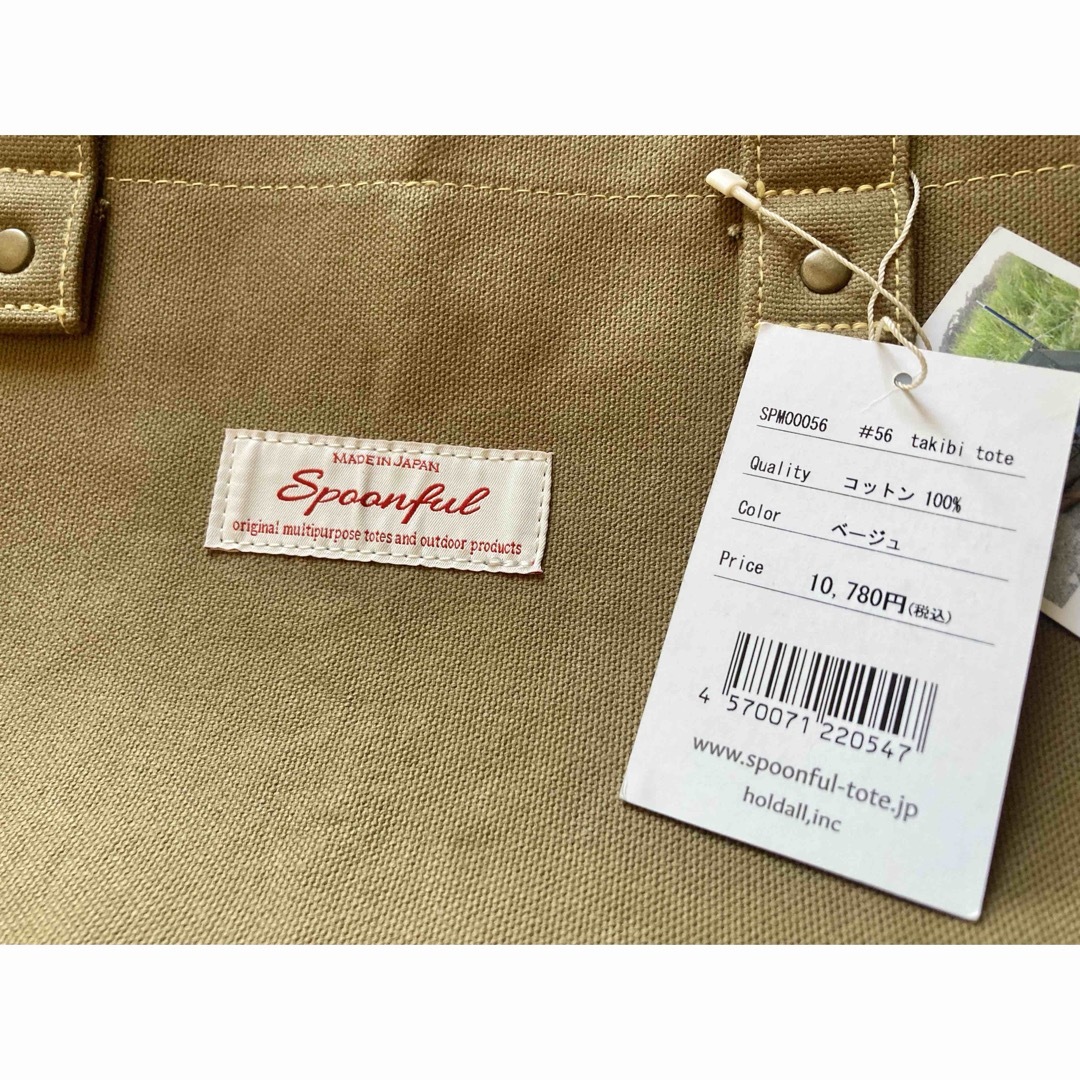 MADE IN JAPAN
Spoonful
original multipurpose totes and outdoor products
SPM00056 #56 takibi tote
Quality コットン 100%
Color ベージュ
Price 10,780円(税込)
4 570071 220547
www.spoonful-tote.jp
holdall,inc